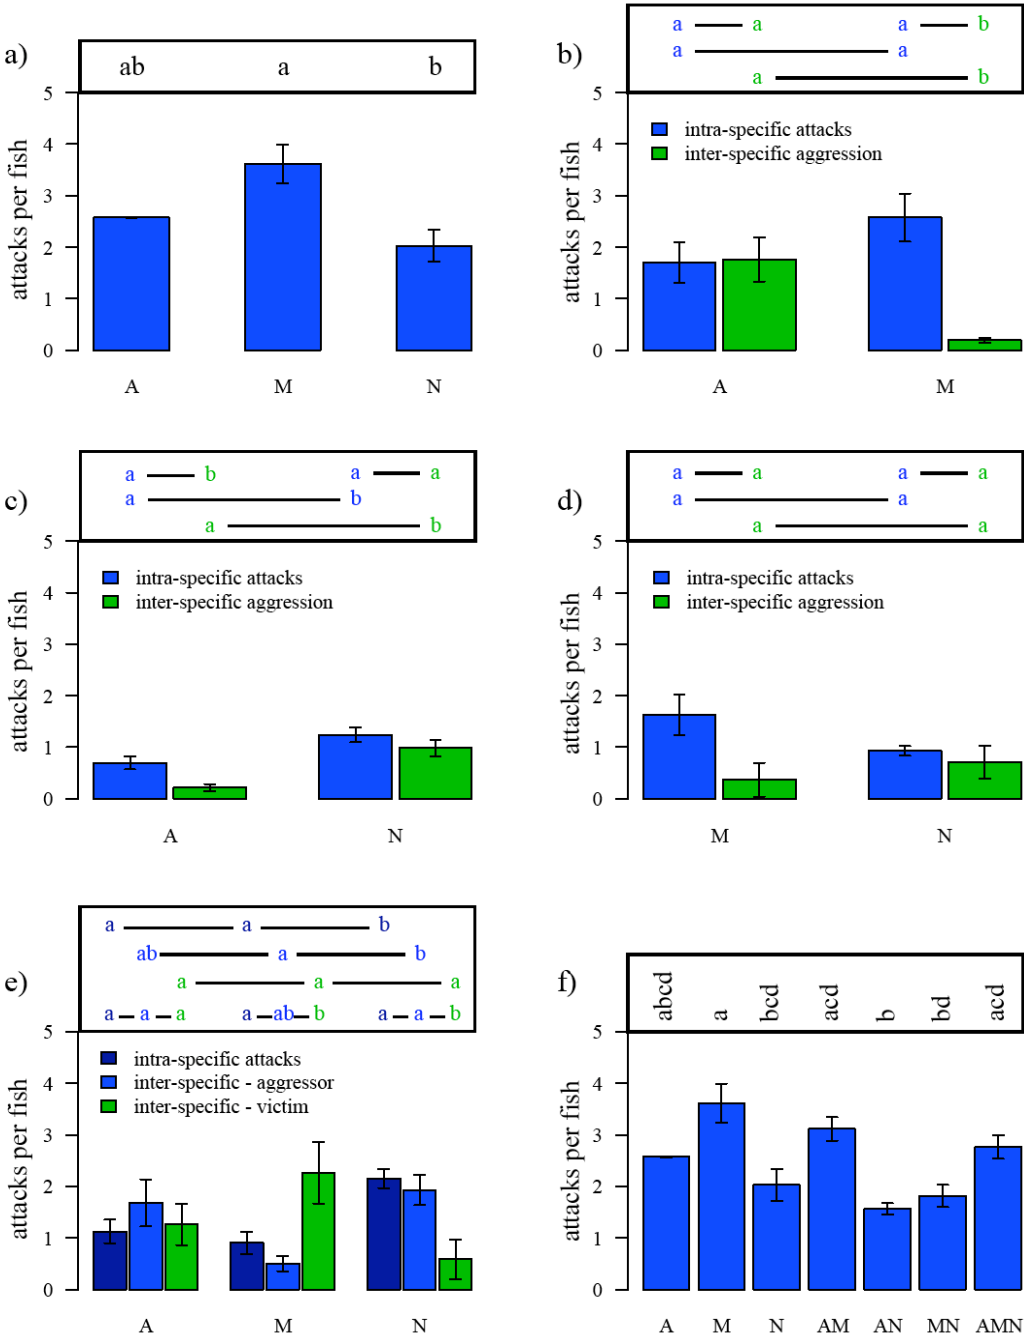 a)
ab a b
5
4
3
2
1
0
attacks per fish
A M N
b)
a a a b
a a
a b
5
4
3
2
1
0
attacks per fish
intra-specific attacks
inter-specific aggression
A M
c)
a b a a
a b
a b
5
4
3
2
1
0
attacks per fish
intra-specific attacks
inter-specific aggression
A N
d)
a a a a
a a
a a
5
4
3
2
1
0
attacks per fish
intra-specific attacks
inter-specific aggression
M N
e)
a a b
ab a b
a a a
a a a a ab b a a b
5
4
3
2
1
0
attacks per fish
intra-specific attacks
inter-specific - aggressor
inter-specific - victim
A M N
f)
abcd a bcd acd b bd acd
5
4
3
2
1
0
attacks per fish
A M N AM AN MN AMN